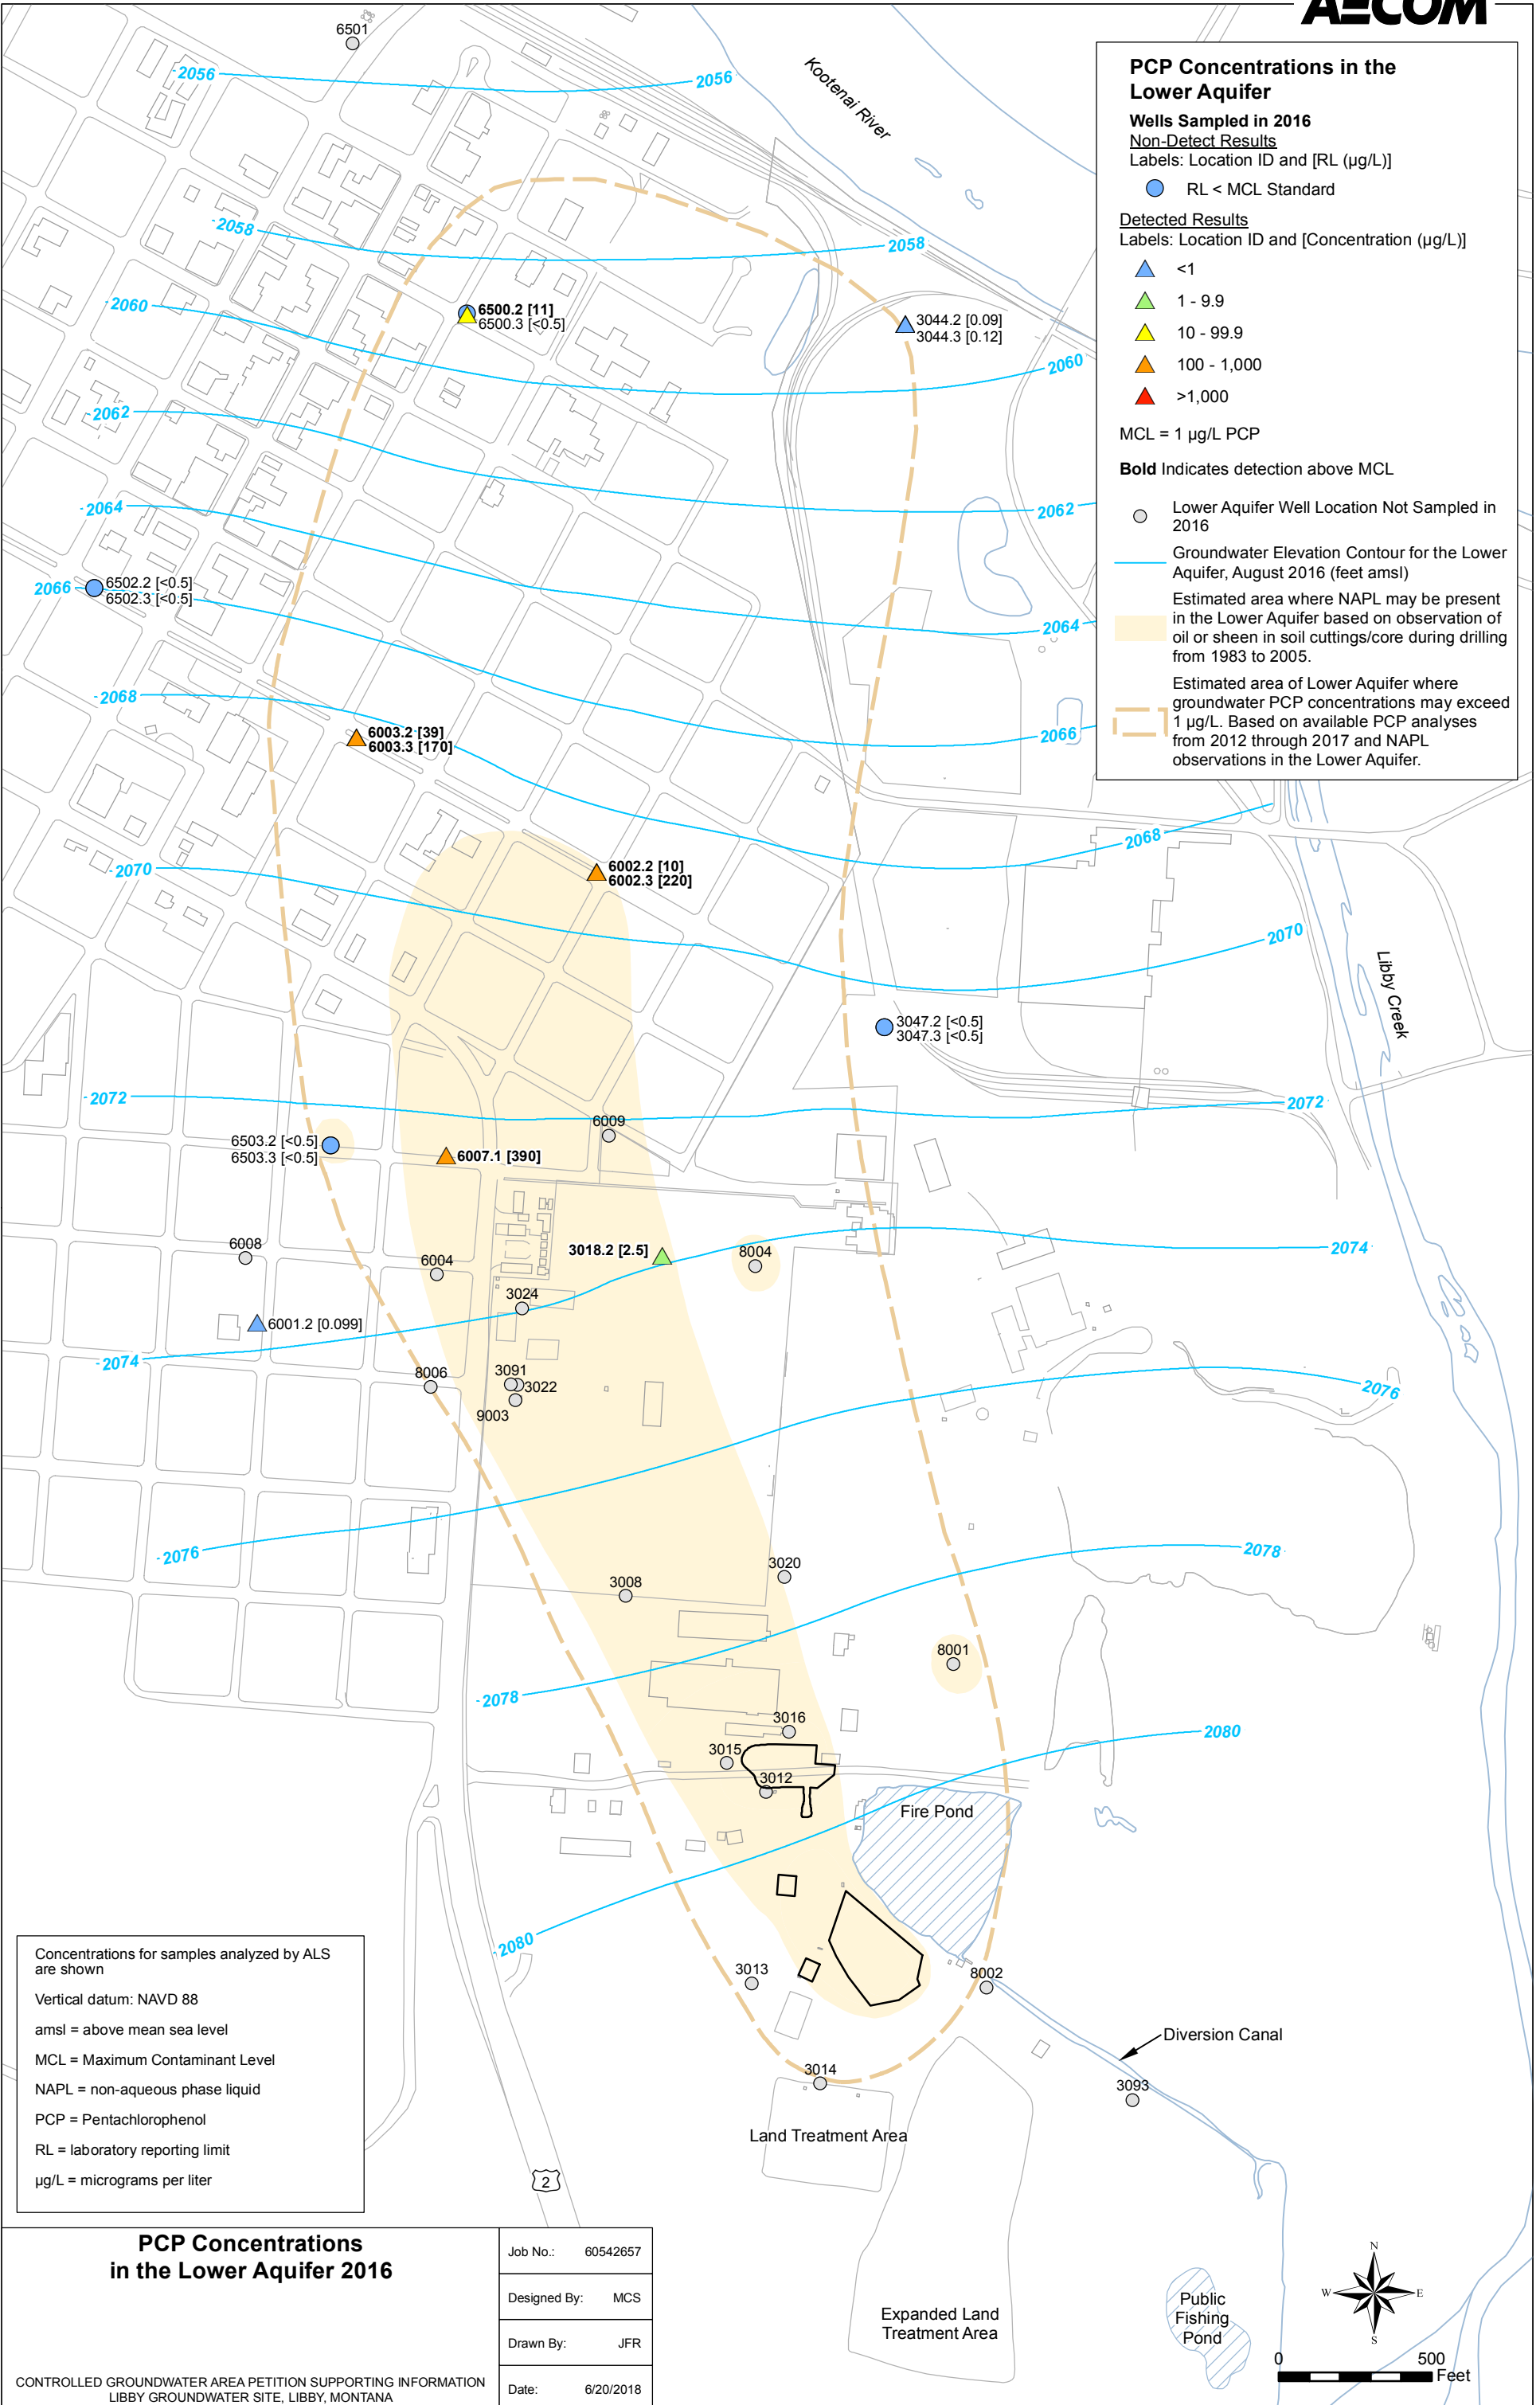 AECOM
PCP Concentrations in the
Lower Aquifer
Wells Sampled in 2016
Non-Detect Results
Labels: Location ID and [RL (µg/L)]
RL < MCL Standard
Detected Results
Labels: Location ID and [Concentration (µg/L)]
<1
1 - 9.9
10 - 99.9
100 - 1,000
>1,000
MCL = 1 µg/L PCP
Bold Indicates detection above MCL
Lower Aquifer Well Location Not Sampled in
2016
Groundwater Elevation Contour for the Lower
Aquifer, August 2016 (feet amsl)
Estimated area where NAPL may be present
in the Lower Aquifer based on observation of
oil or sheen in soil cuttings/core during drilling
from 1983 to 2005.
Estimated area of Lower Aquifer where
groundwater PCP concentrations may exceed
1 µg/L. Based on available PCP analyses
from 2012 through 2017 and NAPL
observations in the Lower Aquifer.
6501
2056
2056
Kootenai River
2058
2058
2060
6500.2 [11]
6500.3 [<0.5]
3044.2 [0.09]
3044.3 [0.12]
2060
2062
2064
2062
6502.2 [<0.5]
6502.3 [<0.5]
2066
2064
2068
6003.2 [39]
6003.3 [170]
2066
2068
2070
6002.2 [10]
6002.3 [220]
2070
Libby Creek
3047.2 [<0.5]
3047.3 [<0.5]
2072
2072
6009
6503.2 [<0.5]
6503.3 [<0.5]
6007.1 [390]
6008
6004
3018.2 [2.5]
8004
2074
3024
6001.2 [0.099]
2074
8006
3091
3022
9003
2076
2076
2078
3020
3008
8001
2078
3016
2080
3015
3012
Fire Pond
2080
3013
8002
Diversion Canal
3014
3093
Land Treatment Area
2
Expanded Land
Treatment Area
Public
Fishing
Pond
N
W
E
S
0
500
Feet
Concentrations for samples analyzed by ALS
are shown
Vertical datum: NAVD 88
amsl = above mean sea level
MCL = Maximum Contaminant Level
NAPL = non-aqueous phase liquid
PCP = Pentachlorophenol
RL = laboratory reporting limit
µg/L = micrograms per liter
PCP Concentrations
in the Lower Aquifer 2016
CONTROLLED GROUNDWATER AREA PETITION SUPPORTING INFORMATION
LIBBY GROUNDWATER SITE, LIBBY, MONTANA
Job No.: 60542657
Designed By: MCS
Drawn By: JFR
Date: 6/20/2018